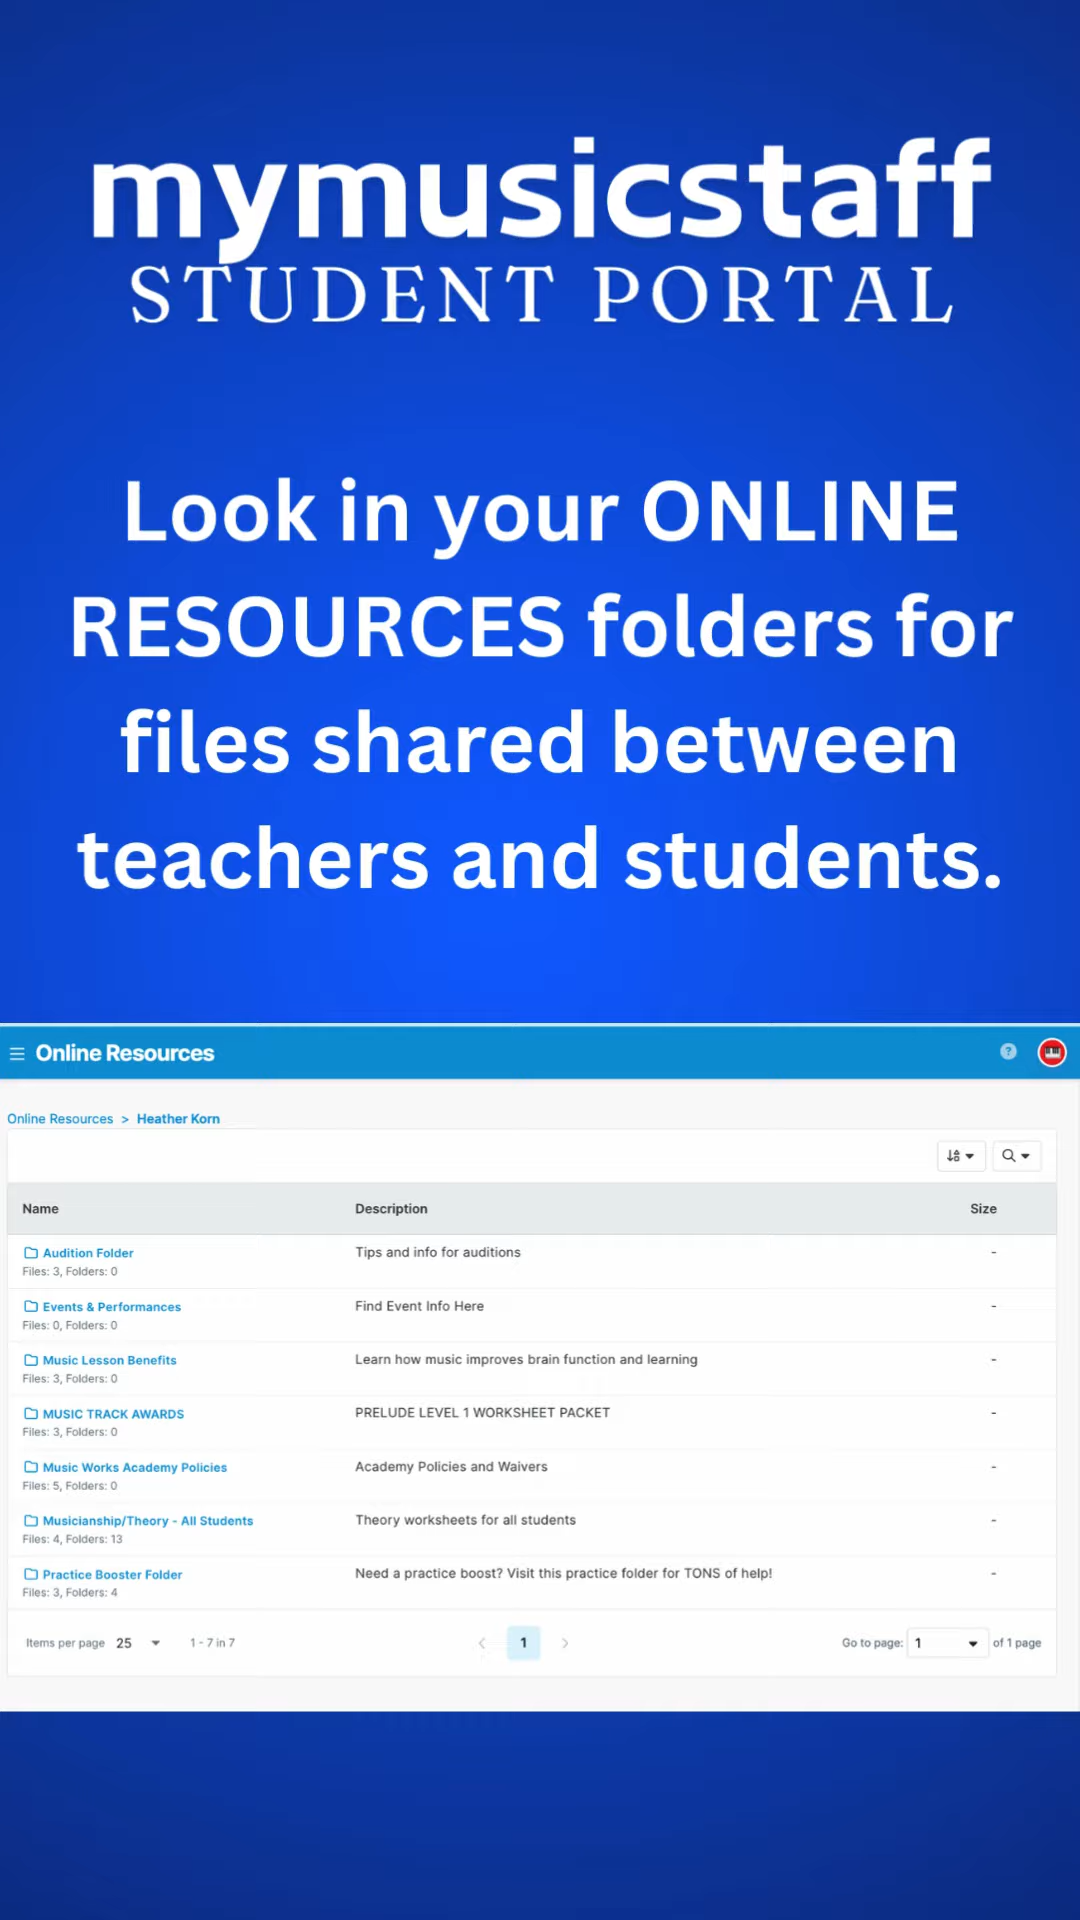 mymusicstaff
STUDENT PORTAL
Look in your ONLINE
RESOURCES folders for
files shared between
teachers and students.
Online Resources
?
Online Resources > Heather Korn
Name Description Size
Audition Folder Tips and info for auditions -
Files: 3, Folders: 0
Events & Performances Find Event Info Here -
Files: 0, Folders: 0
Music Lesson Benefits Learn how music improves brain function and learning -
Files: 3, Folders: 0
MUSIC TRACK AWARDS PRELUDE LEVEL 1 WORKSHEET PACKET -
Files: 3, Folders: 0
Music Works Academy Policies Academy Policies and Waivers -
Files: 5, Folders: 0
Musicianship/Theory - All Students Theory worksheets for all students -
Files: 4, Folders: 13
Practice Booster Folder Need a practice boost? Visit this practice folder for TONS of help! -
Files: 3, Folders: 4
Items per page 25 1 - 7 in 7 < 1 > Go to page: 1 of 1 page